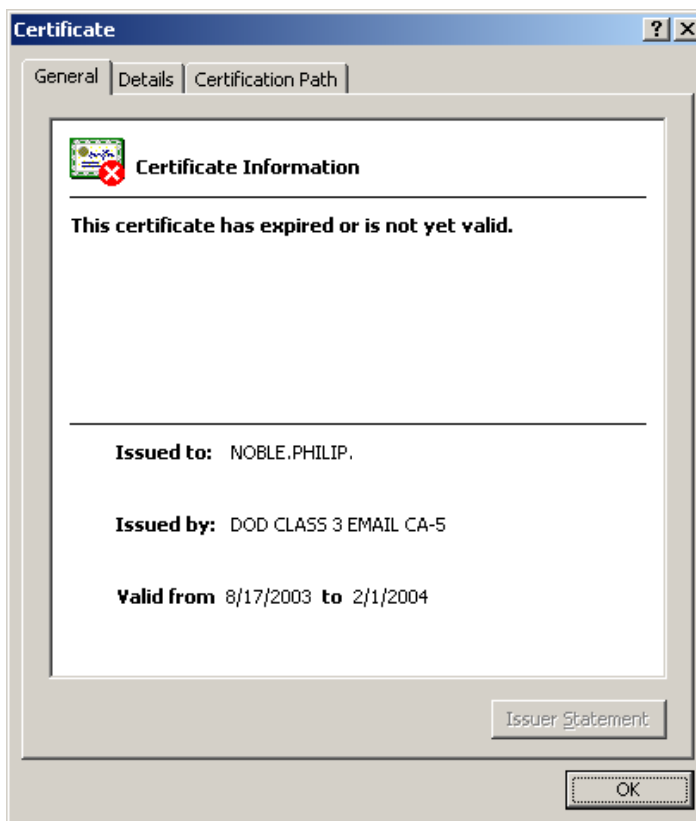 Certificate
General Details Certification Path
Certificate Information
This certificate has expired or is not yet valid.
Issued to: NOBLE.PHILIP.
Issued by: DOD CLASS 3 EMAIL CA-5
Valid from 8/17/2003 to 2/1/2004
Issuer Statement
OK